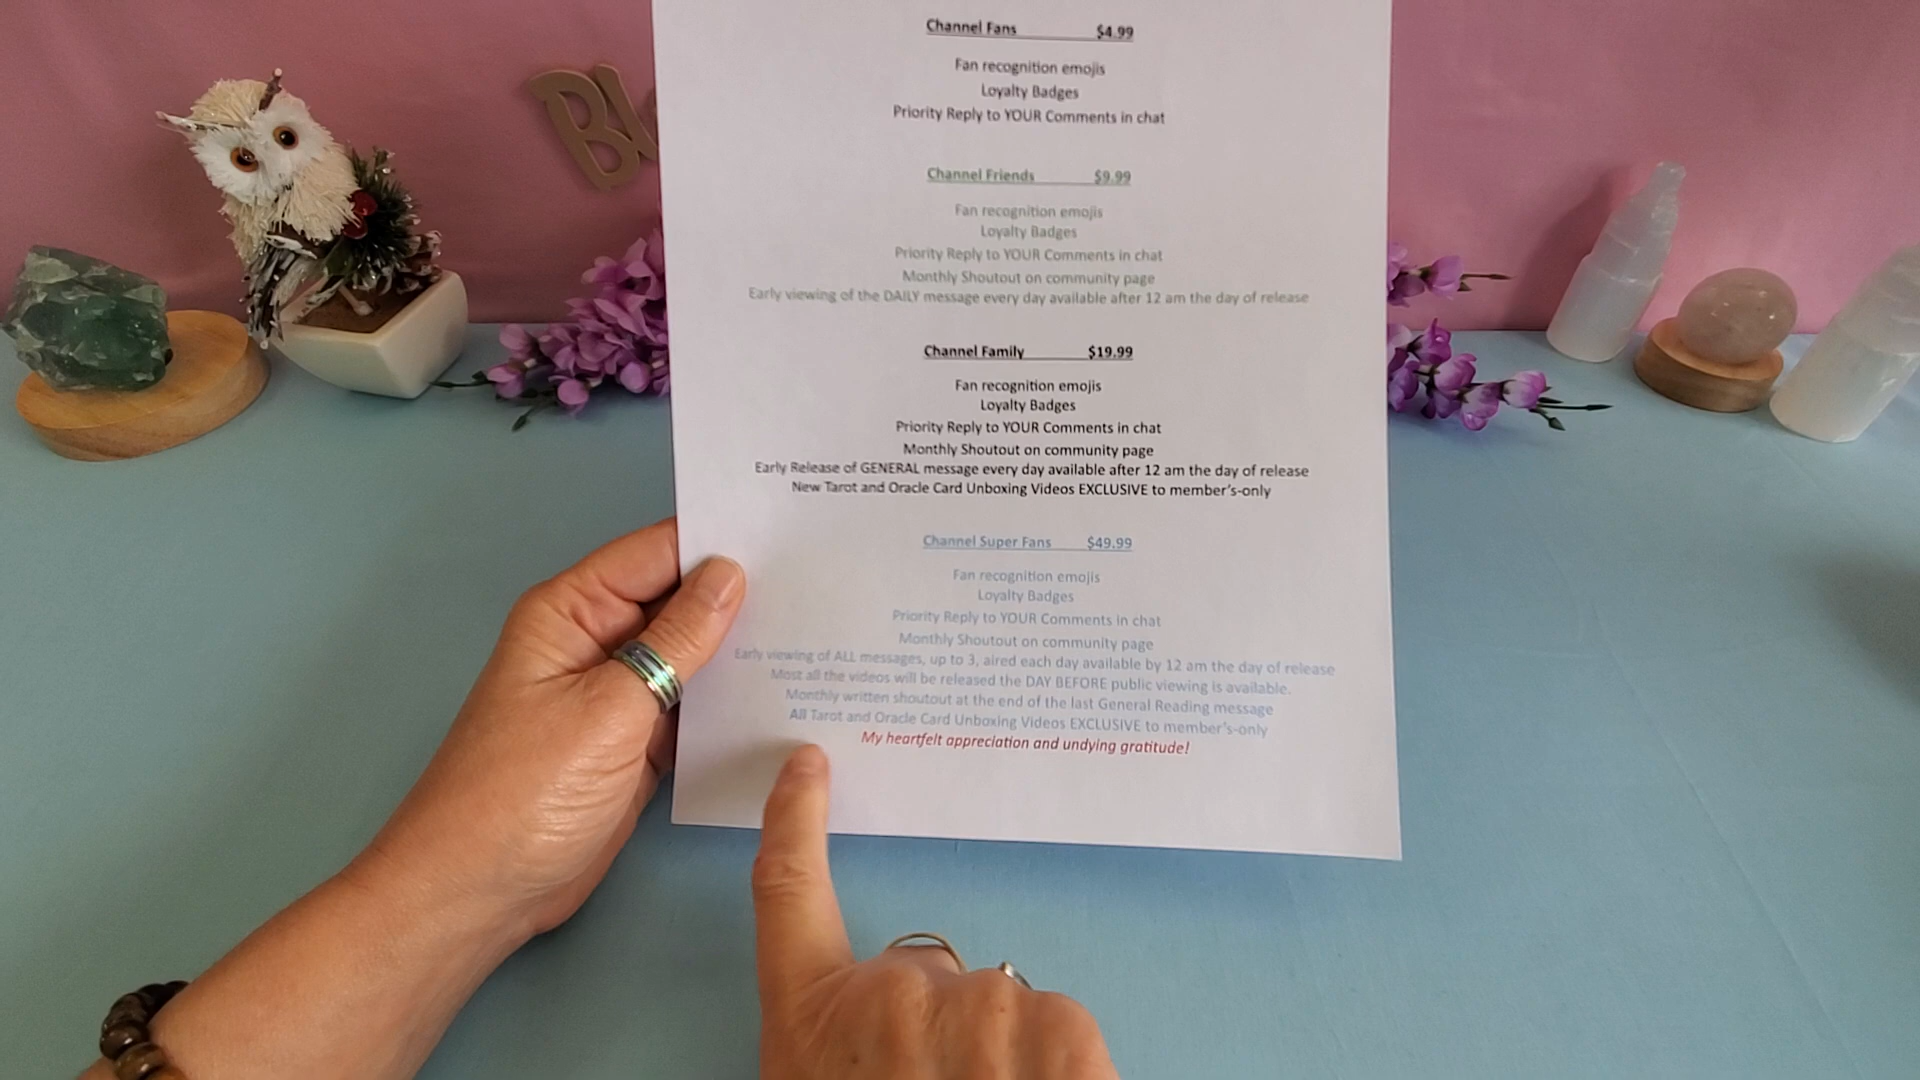 Channel Fans $4.99
Fan recognition emojis
Loyalty Badges
Priority Reply to YOUR Comments in chat
Channel Friends $9.99
Fan recognition emojis
Loyalty Badges
Priority Reply to YOUR Comments in chat
Monthly Shoutout on community page
Early viewing of the DAILY message every day available after 12 am the day of release
Channel Family $19.99
Fan recognition emojis
Loyalty Badges
Priority Reply to YOUR Comments in chat
Monthly Shoutout on community page
Early Release of GENERAL message every day available after 12 am the day of release
New Tarot and Oracle Card Unboxing Videos EXCLUSIVE to member's-only
Channel Super Fans $49.99
Fan recognition emojis
Loyalty Badges
Priority Reply to YOUR Comments in chat
Monthly Shoutout on community page
Early viewing of ALL messages, up to 3, aired each day available by 12 am the day of release
Most all the videos will be released the DAY BEFORE public viewing is available.
Monthly written shoutout at the end of the last General Reading message
All Tarot and Oracle Card Unboxing Videos EXCLUSIVE to member's-only
My heartfelt appreciation and undying gratitude!